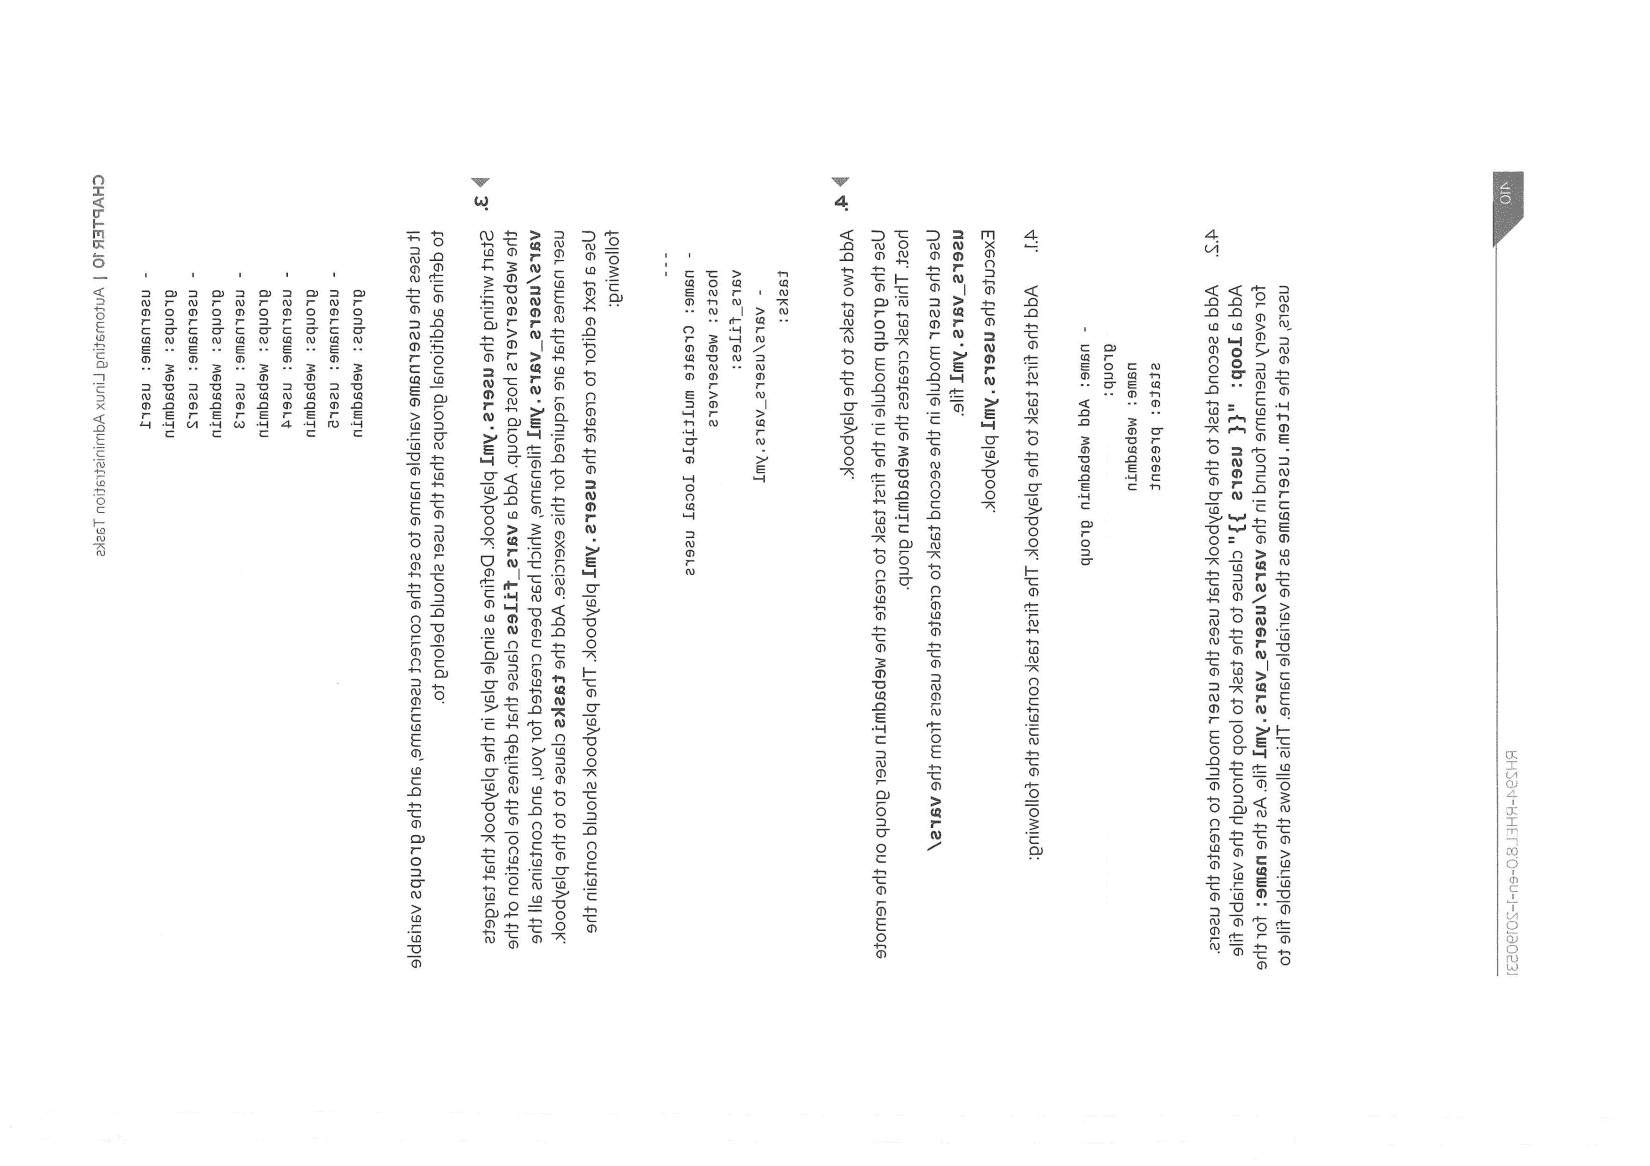 CHAPTER 10 | Automating Linux Administration Tasks
- username: user1
groups: webadmin
- username: user2
groups: webadmin
- username: user3
groups: webadmin
- username: user4
groups: webadmin
- username: user5
groups: webadmin
It uses the username variable name to set the correct username, and the groups variable
to define additional groups that the user should belong to.
3. Start writing the users.yml playbook. Define a single play in the playbook that targets
the webservers host group. Add a vars_files clause that defines the location of the
vars/users_vars.yml filename, which has been created for you, and contains all the
user names that are required for this exercise. Add the tasks clause to the playbook.
Use a text editor to create the users.yml playbook. The playbook should contain the
following:
---
- name: Create multiple local users
hosts: webservers
vars_files:
- vars/users_vars.yml
tasks:
4. Add two tasks to the playbook.
Use the group module in the first task to create the webadmin user group on the remote
host. This task creates the webadmin group.
Use the user module in the second task to create the users from the vars/
users_vars.yml file.
Execute the users.yml playbook.
4.1. Add the first task to the playbook. The first task contains the following:
- name: Add webadmin group
group:
name: webadmin
state: present
4.2. Add a second task to the playbook that uses the user module to create the users.
Add a loop: "{{ users }}" clause to the task to loop through the variable file
for every username found in the vars/users_vars.yml file. As the name: for the
users, use the item.username as the variable name. This allows the variable file to
410
RH294-RHEL8.0-en-1-20190531